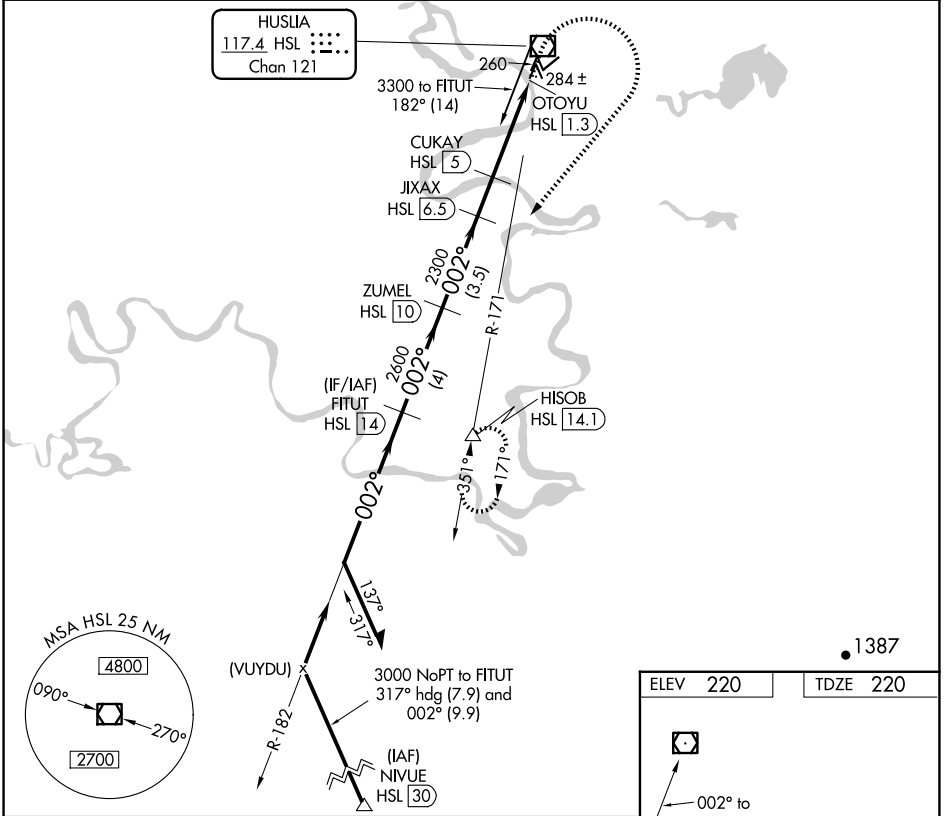 HUSLIA
117.4 HSL
Chan 121
260
284 ±
3300 to FITUT
182° (14)
OTOYU
HSL 1.3
CUKAY
HSL 5
JIXAX
HSL 6.5
2300
002°
(3.5)
ZUMEL
HSL 10
R-171
2600
002°
(4)
(IF/IAF)
FITUT
HSL 14
HISOB
HSL 14.1
351°
171°
002°
137°
317°
MSA HSL 25 NM
4800
090°
270°
2700
(VUYDU)
3000 NoPT to FITUT
317° hdg (7.9) and
002° (9.9)
R-182
(IAF)
NIVUE
HSL 30
1387
ELEV 220
TDZE 220
002° to